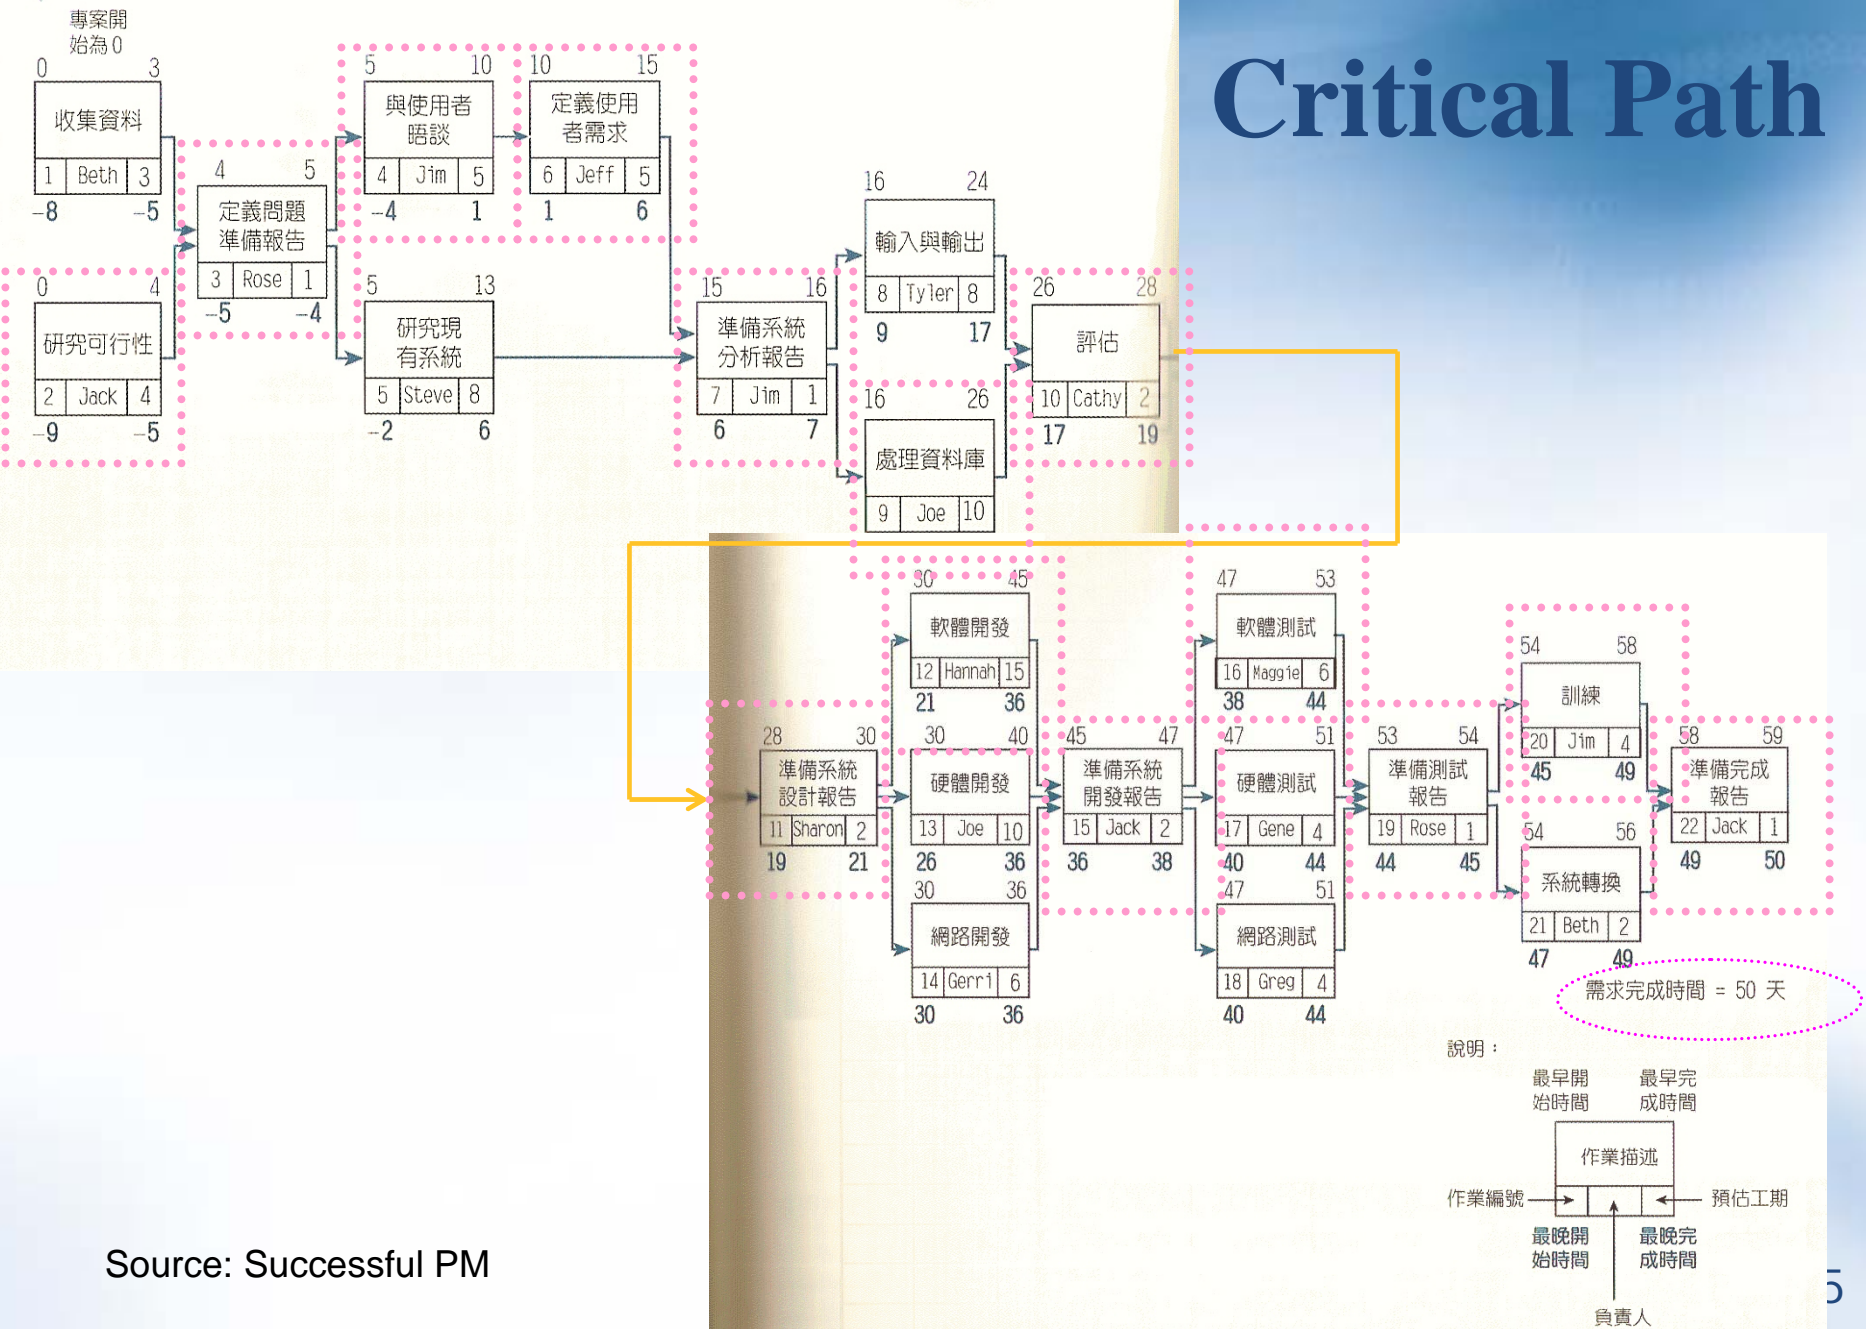 Critical Path
專案開
始為 0
0 3
收集資料
1 Beth 3
-8 -5
0 4
研究可行性
2 Jack 4
-9 -5
4 5
定義問題
準備報告
3 Rose 1
-5 -4
5 10
與使用者
晤談
4 Jim 5
-4 1
10 15
定義使用
者需求
6 Jeff 5
1 6
5 13
研究現
有系統
5 Steve 8
-2 6
15 16
準備系統
分析報告
7 Jim 1
6 7
16 24
輸入與輸出
8 Tyler 8
9 17
16 26
處理資料庫
9 Joe 10
26 28
評估
10 Cathy 2
17 19
28 30
準備系統
設計報告
11 Sharon 2
19 21
30 45
軟體開發
12 Hannah 15
21 36
30 40
硬體開發
13 Joe 10
26 36
30 36
網路開發
14 Gerri 6
30 36
45 47
準備系統
開發報告
15 Jack 2
36 38
47 53
軟體測試
16 Maggie 6
38 44
47 51
硬體測試
17 Gene 4
40 44
47 51
網路測試
18 Greg 4
40 44
53 54
準備測試
報告
19 Rose 1
44 45
54 58
訓練
20 Jim 4
45 49
54 56
系統轉換
21 Beth 2
47 49
58 59
準備完成
報告
22 Jack 1
49 50
需求完成時間 = 50 天
說明：
最早開 最早完
始時間 成時間
作業描述
作業編號 預估工期
最晚開 最晚完
始時間 成時間
負責人
Source: Successful PM
5